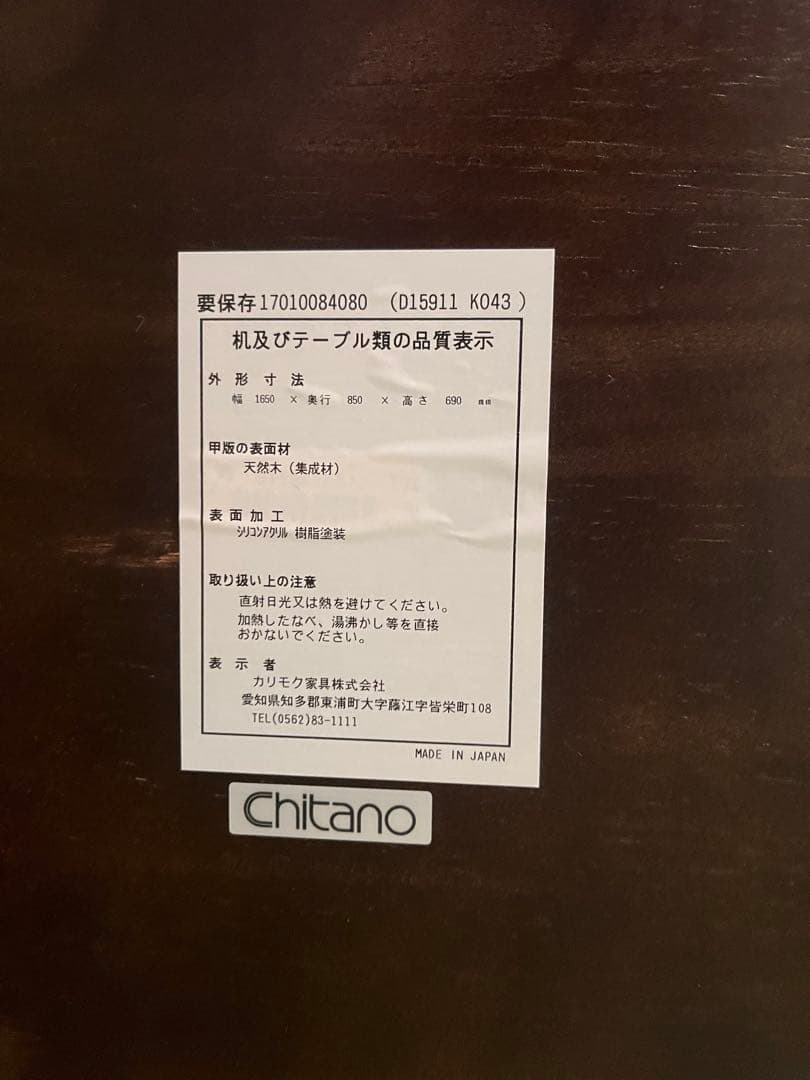 要保存17010084080 (D15911 K043 )
机及びテーブル類の品質表示
外 形 寸 法
幅 1650 × 奥行 850 × 高さ 690 mm
甲版の表面材
天然木(集成材)
表 面 加 工
ｼﾘｺﾝｱｸﾘﾙ 樹脂塗装
取り扱い上の注意
直射日光又は熱を避けてください。
加熱したなべ、湯沸かし等を直接
おかないでください。
表 示 者
カリモク家具株式会社
愛知県知多郡東浦町大字藤江字皆栄町108
TEL(0562)83-1111
MADE IN JAPAN
Chitano